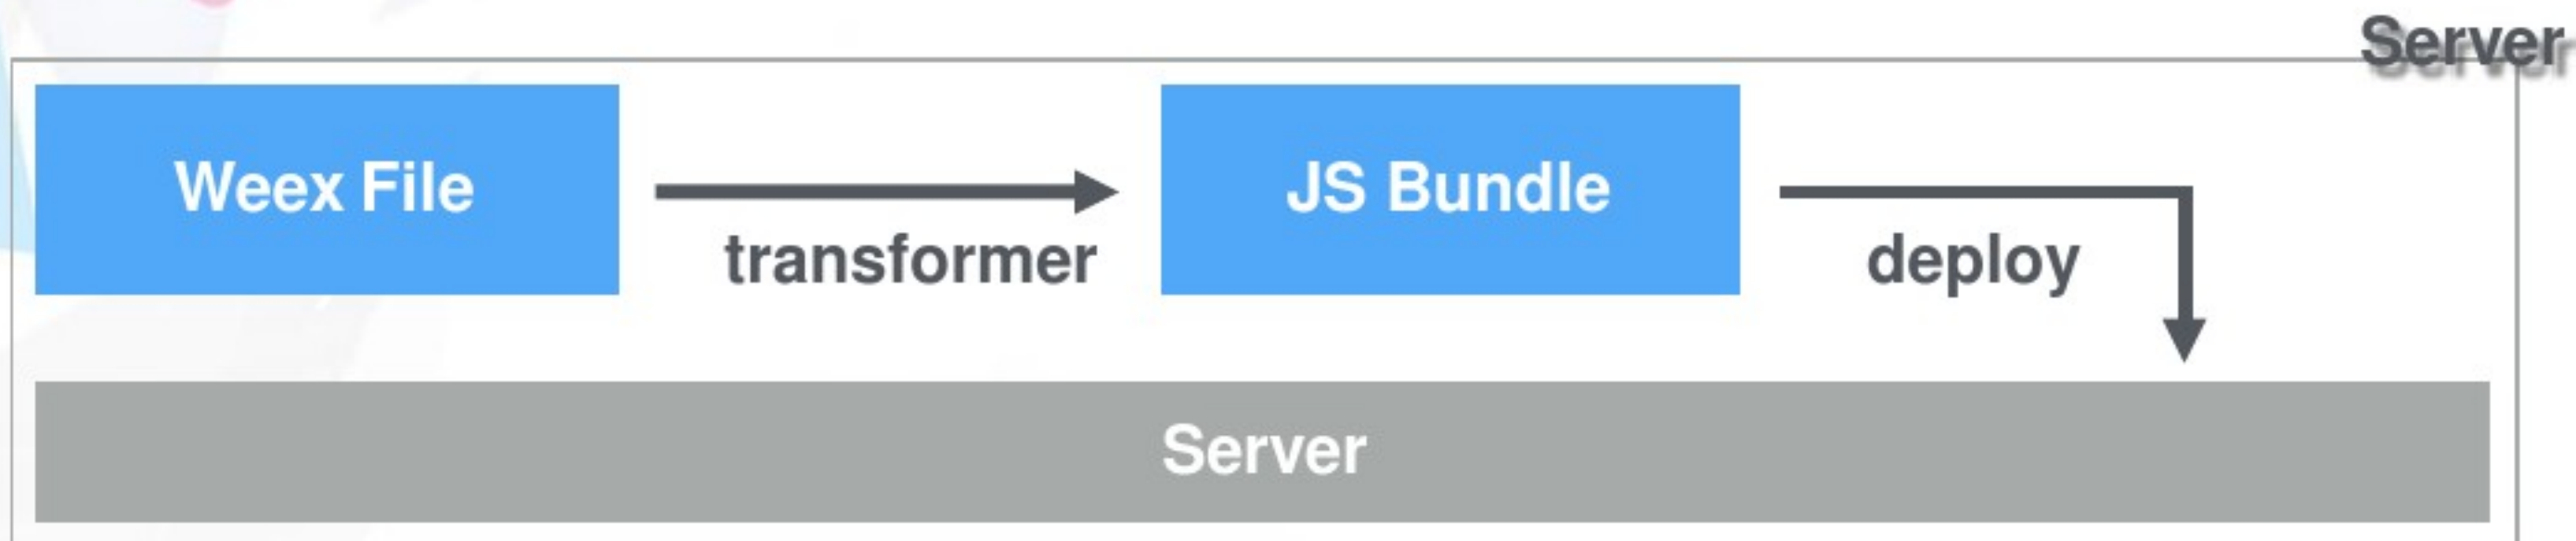 Server
Weex File
transformer
JS Bundle
deploy
Server